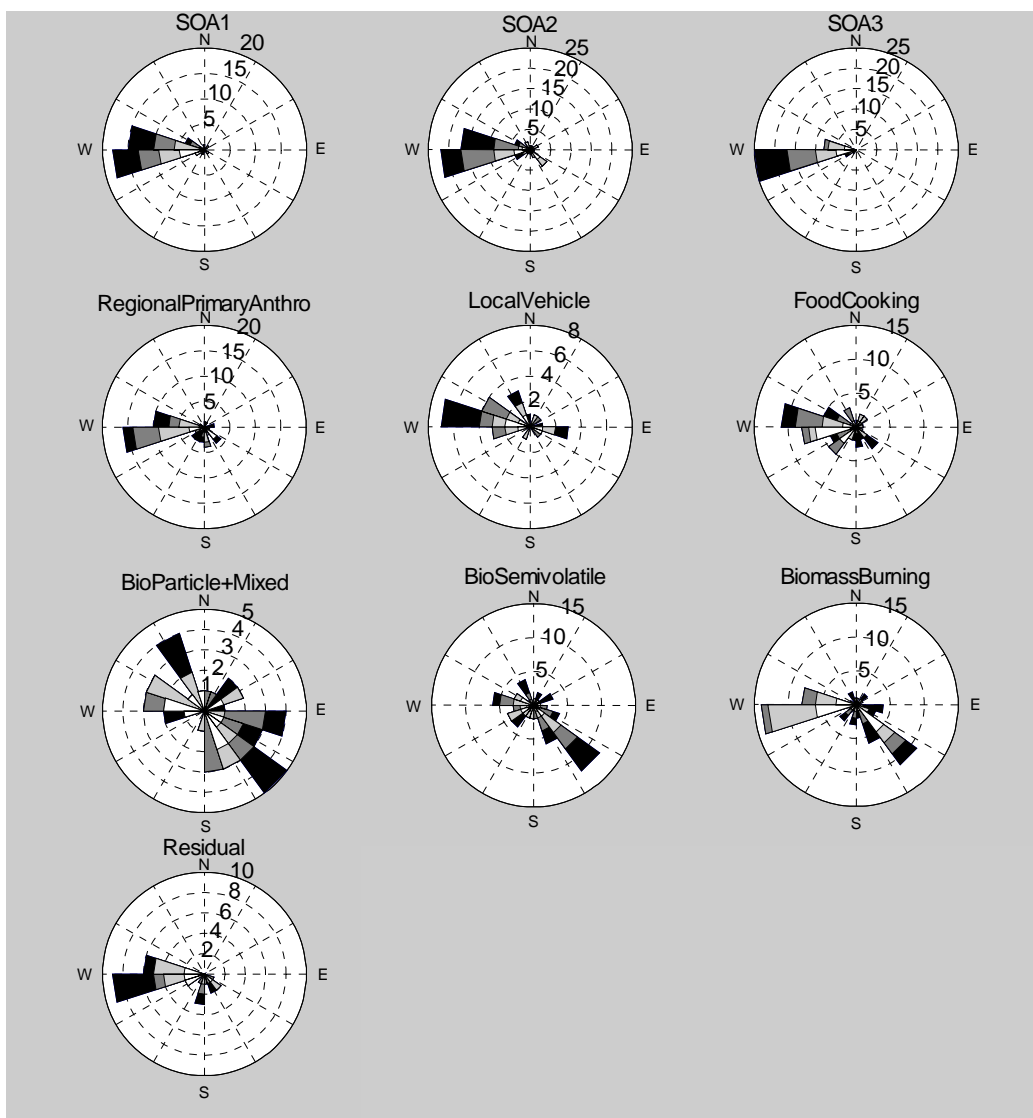 SOA1
N
20
15
10
5
W
E
S
SOA2
N
25
20
15
10
5
W
E
S
SOA3
N
25
20
15
10
5
W
E
S
RegionalPrimaryAnthro
N
20
15
10
5
W
E
S
LocalVehicle
N
8
6
4
2
W
E
S
FoodCooking
N
15
10
5
W
E
S
BioParticle+Mixed
N
5
4
3
2
1
W
E
S
BioSemivolatile
N
15
10
5
W
E
S
BiomassBurning
N
15
10
5
W
E
S
Residual
N
10
8
6
4
2
W
E
S